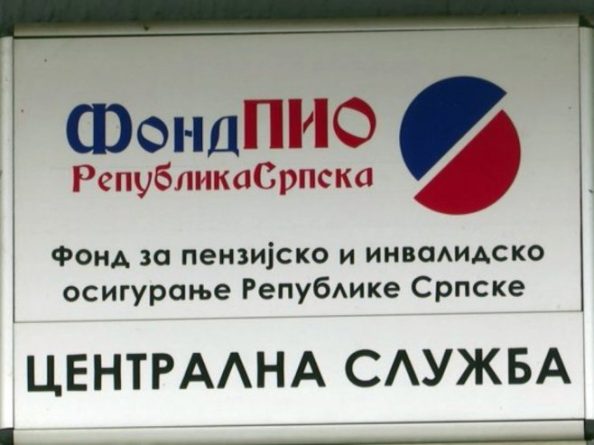 ФондПИО
РепубликаСрпска
Фонд за пензијско и инвалидско
осигурање Републике Српске
ЦЕНТРАЛНА СЛУЖБА